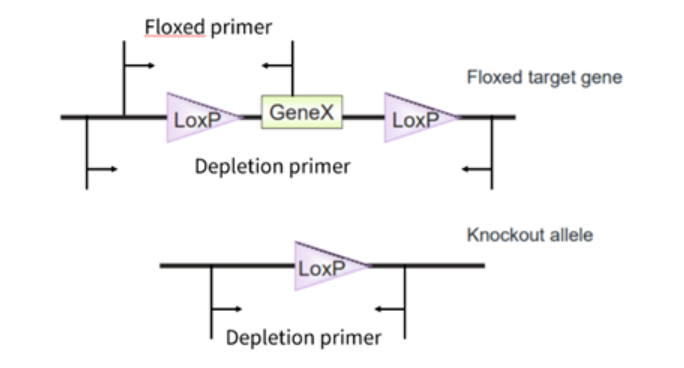 Floxed primer
Floxed target gene
LoxP GeneX LoxP
Depletion primer
Knockout allele
LoxP
Depletion primer